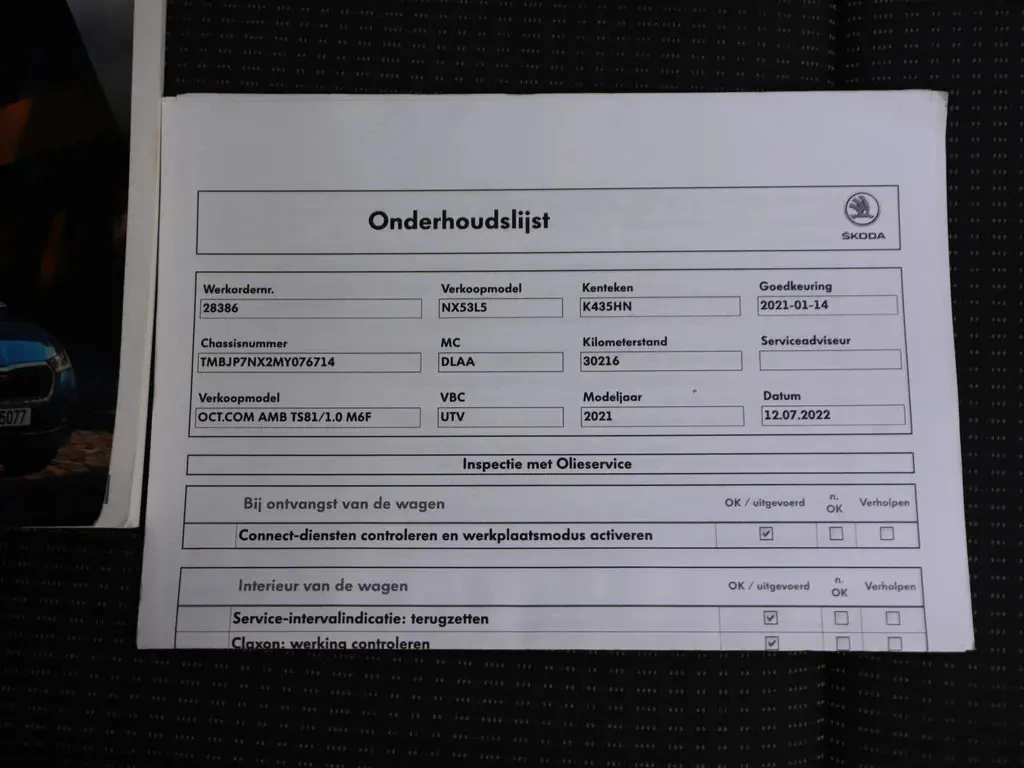 Onderhoudslijst
ŠKODA
Werkordernr. Verkoopmodel Kenteken Goedkeuring
28386 NX53L5 K435HN 2021-01-14
Chassisnummer MC Kilometerstand Serviceadviseur
TMBJP7NX2MY076714 DLAA 30216
Verkoopmodel VBC Modeljaar Datum
OCT.COM AMB TS81/1.0 M6F UTV 2021 12.07.2022
Inspectie met Olieservice
Bij ontvangst van de wagen OK / uitgevoerd n. OK Verholpen
Connect-diensten controleren en werkplaatsmodus activeren
Interieur van de wagen OK / uitgevoerd n. OK Verholpen
Service-intervalindicatie: terugzetten
Claxon: werking controleren
5077